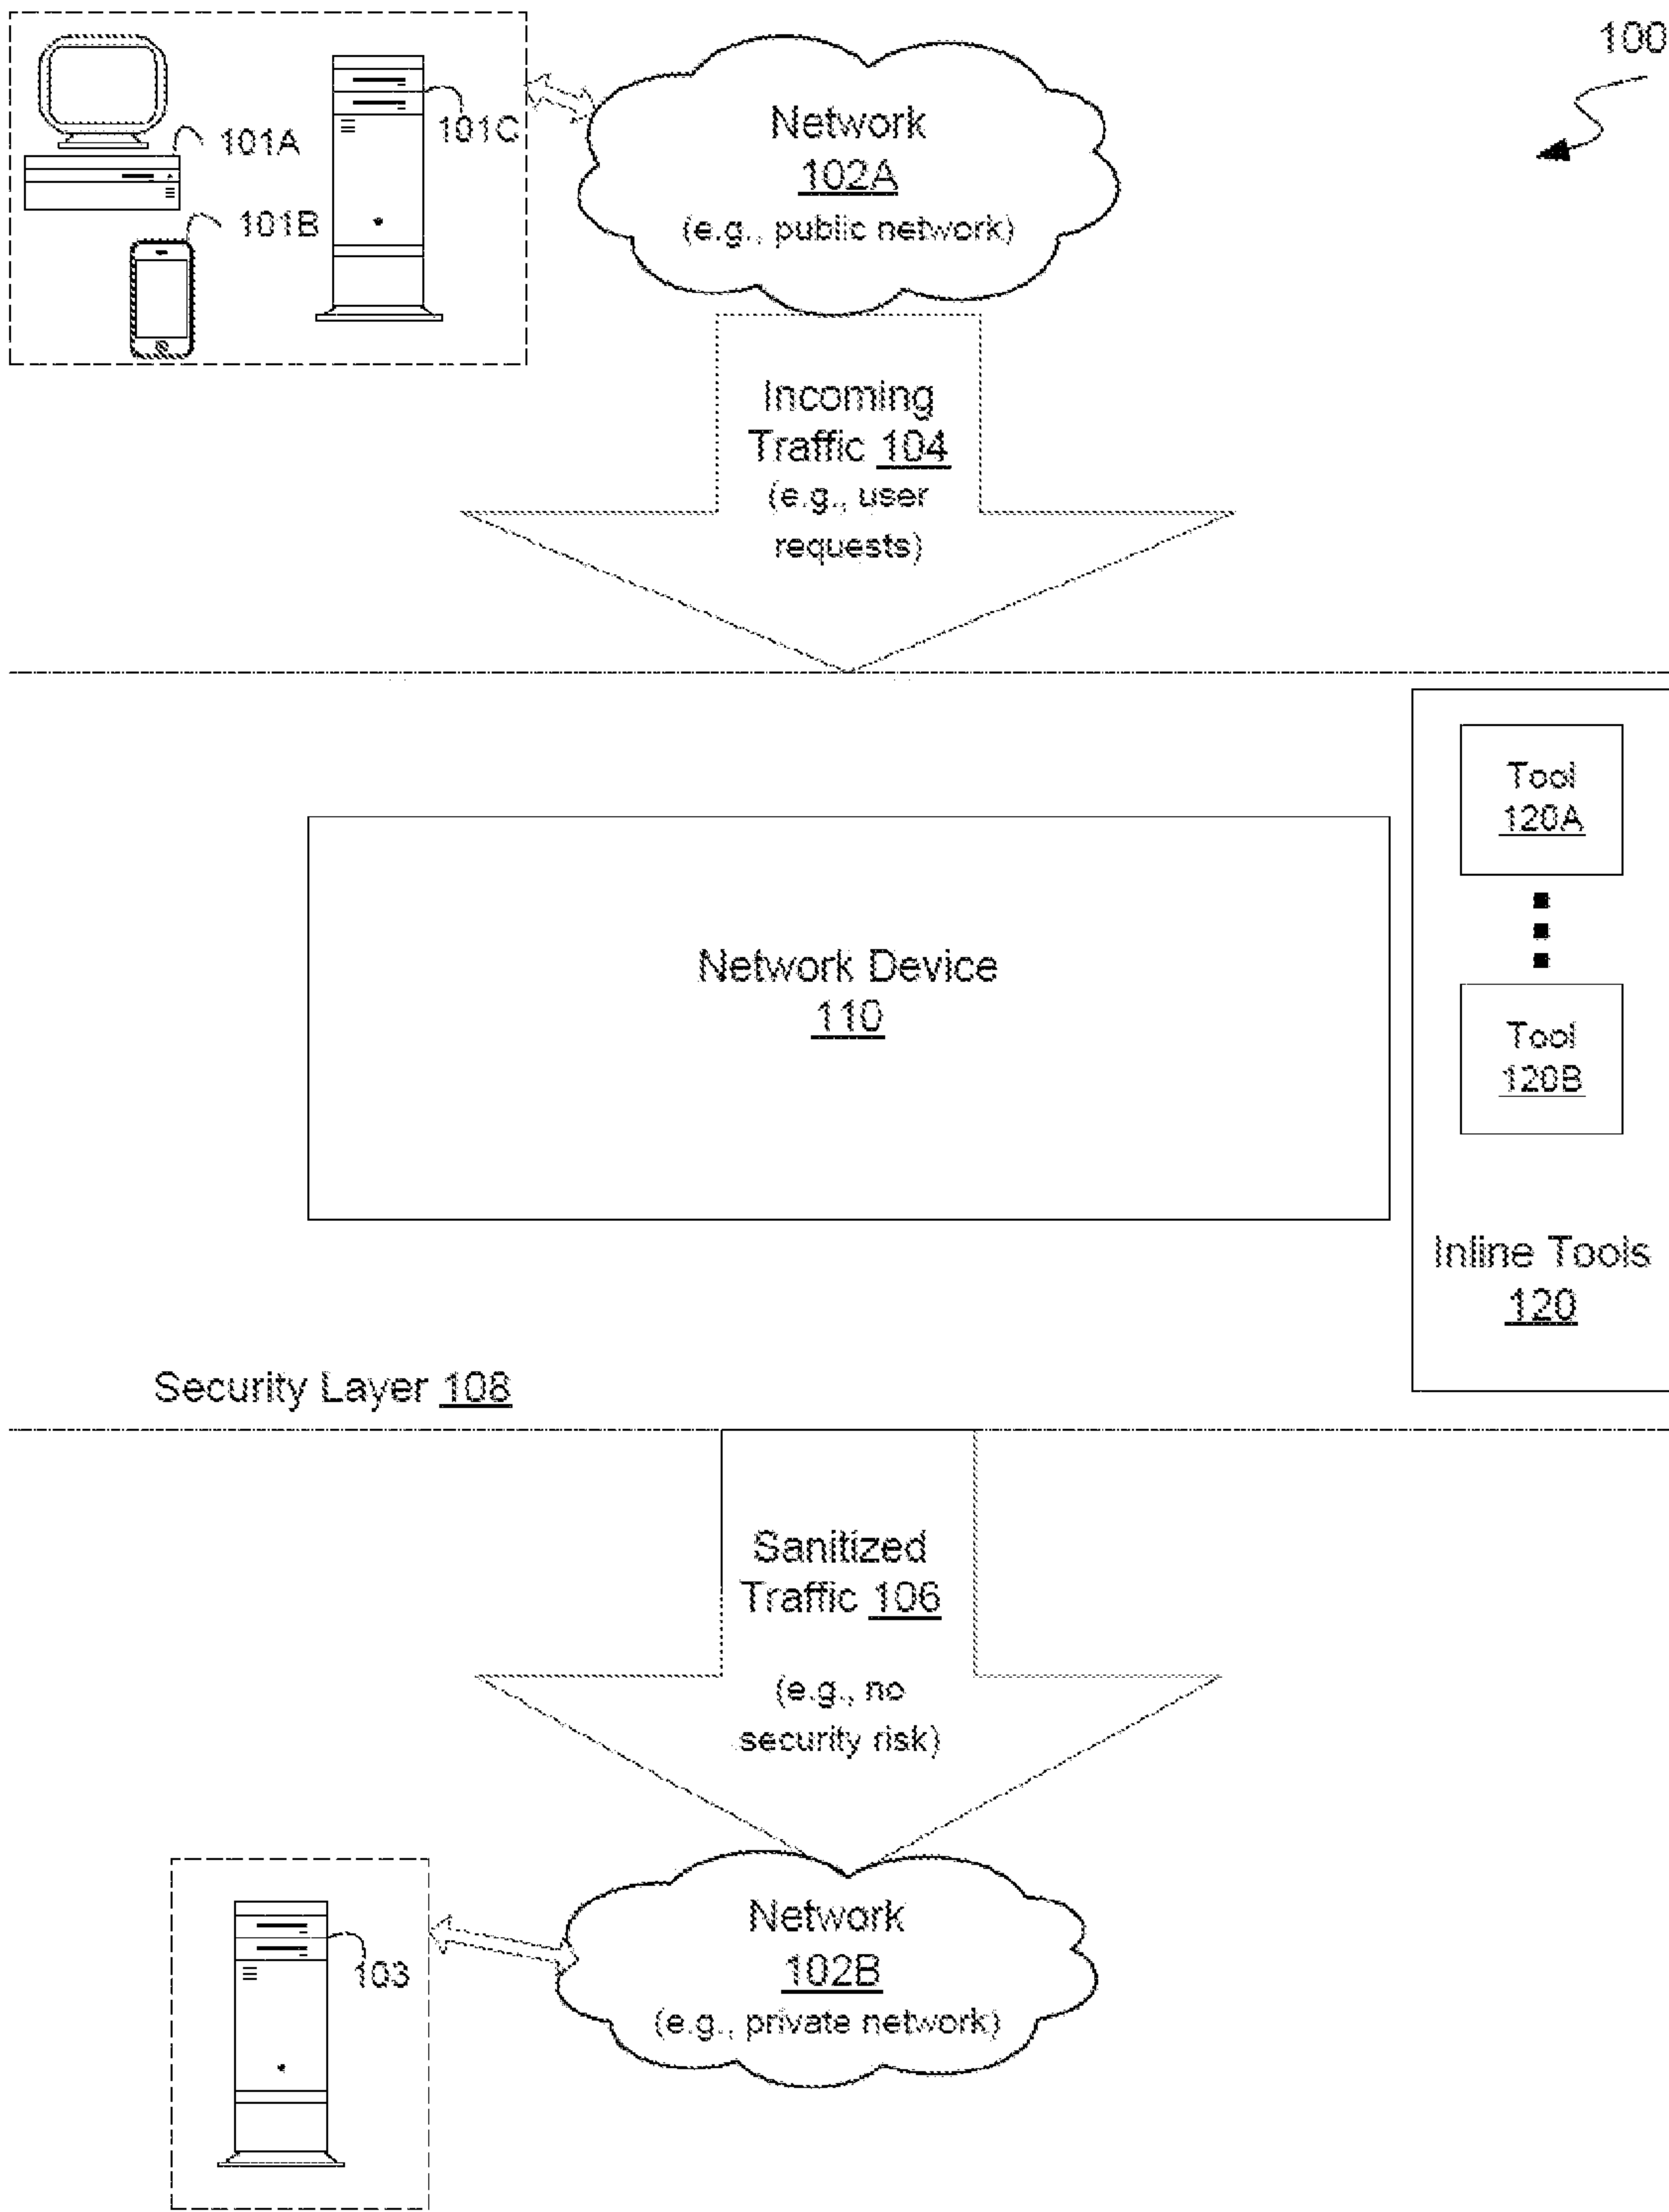 100
101A
101B
101C
Network
102A
(e.g., public network)
Incoming
Traffic 104
(e.g., user
requests)
Tool
120A
Tool
120B
Network Device
110
Inline Tools
120
Security Layer 108
Sanitized
Traffic 106
(e.g., no
security risk)
103
Network
102B
(e.g., private network)